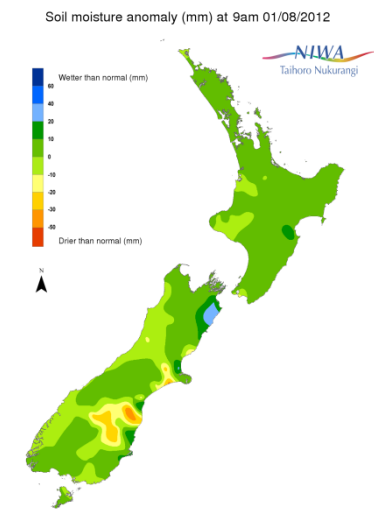 Soil moisture anomaly (mm) at 9am 01/08/2012
NIWA
Taihoro Nukurangi
Wetter than normal (mm)
60
40
20
10
-10
-20
-30
-50
Drier than normal (mm)
N